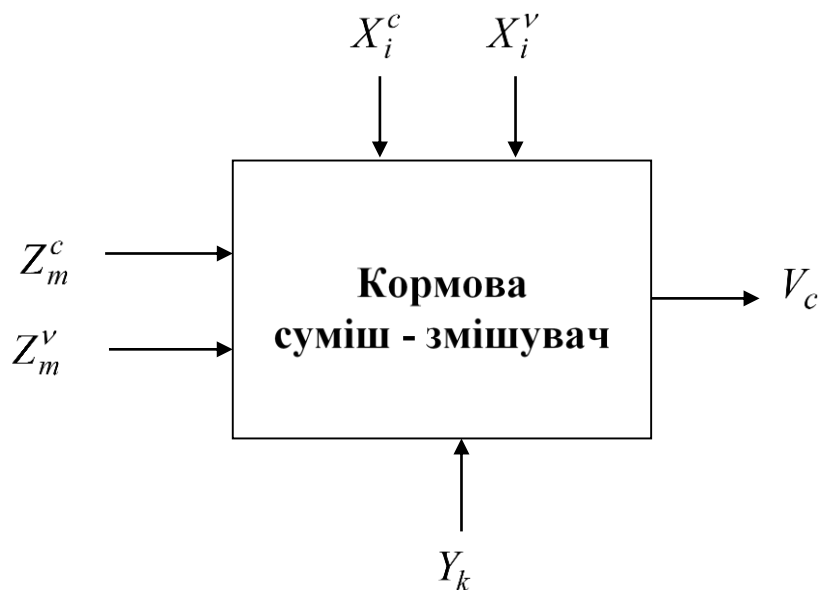 X_i^c X_i^v
Z_m^c
Кормова
V_c
суміш - змішувач
Z_m^v
Y_k